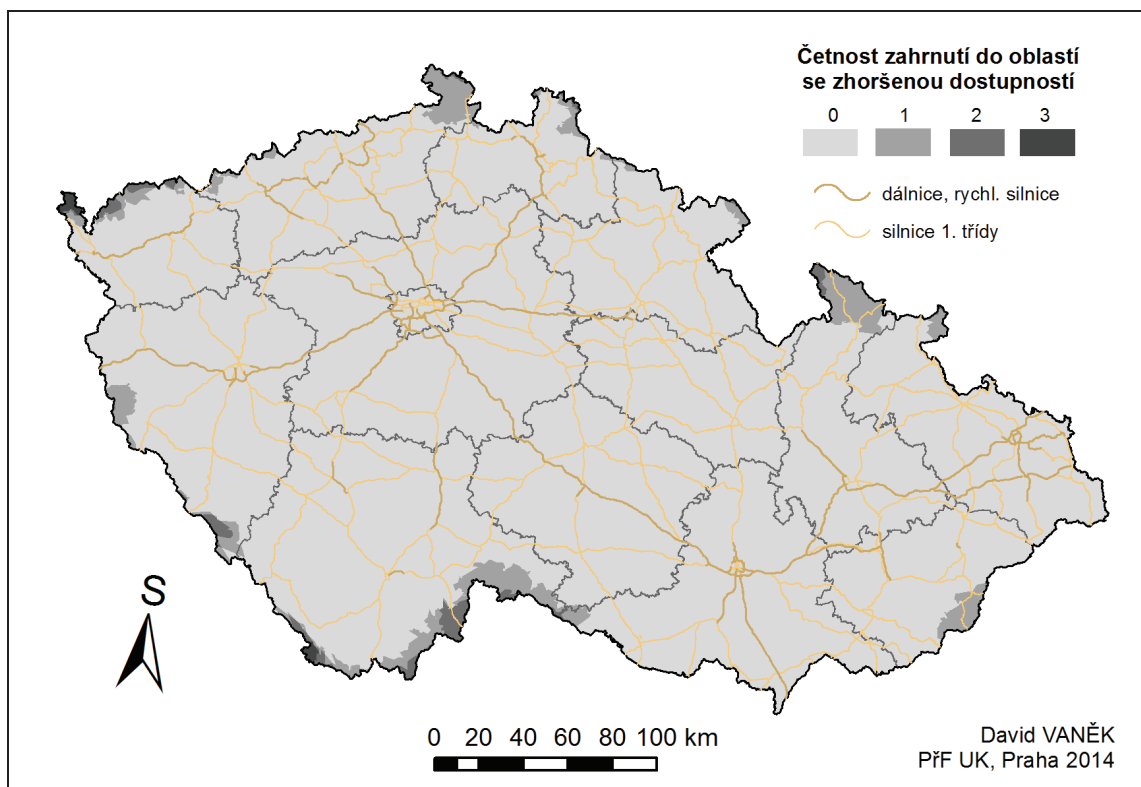 Četnost zahrnutí do oblastí
se zhoršenou dostupností
0 1 2 3
dálnice, rychl. silnice
silnice 1. třídy
S
0 20 40 60 80 100 km
David VANĚK
PřF UK, Praha 2014